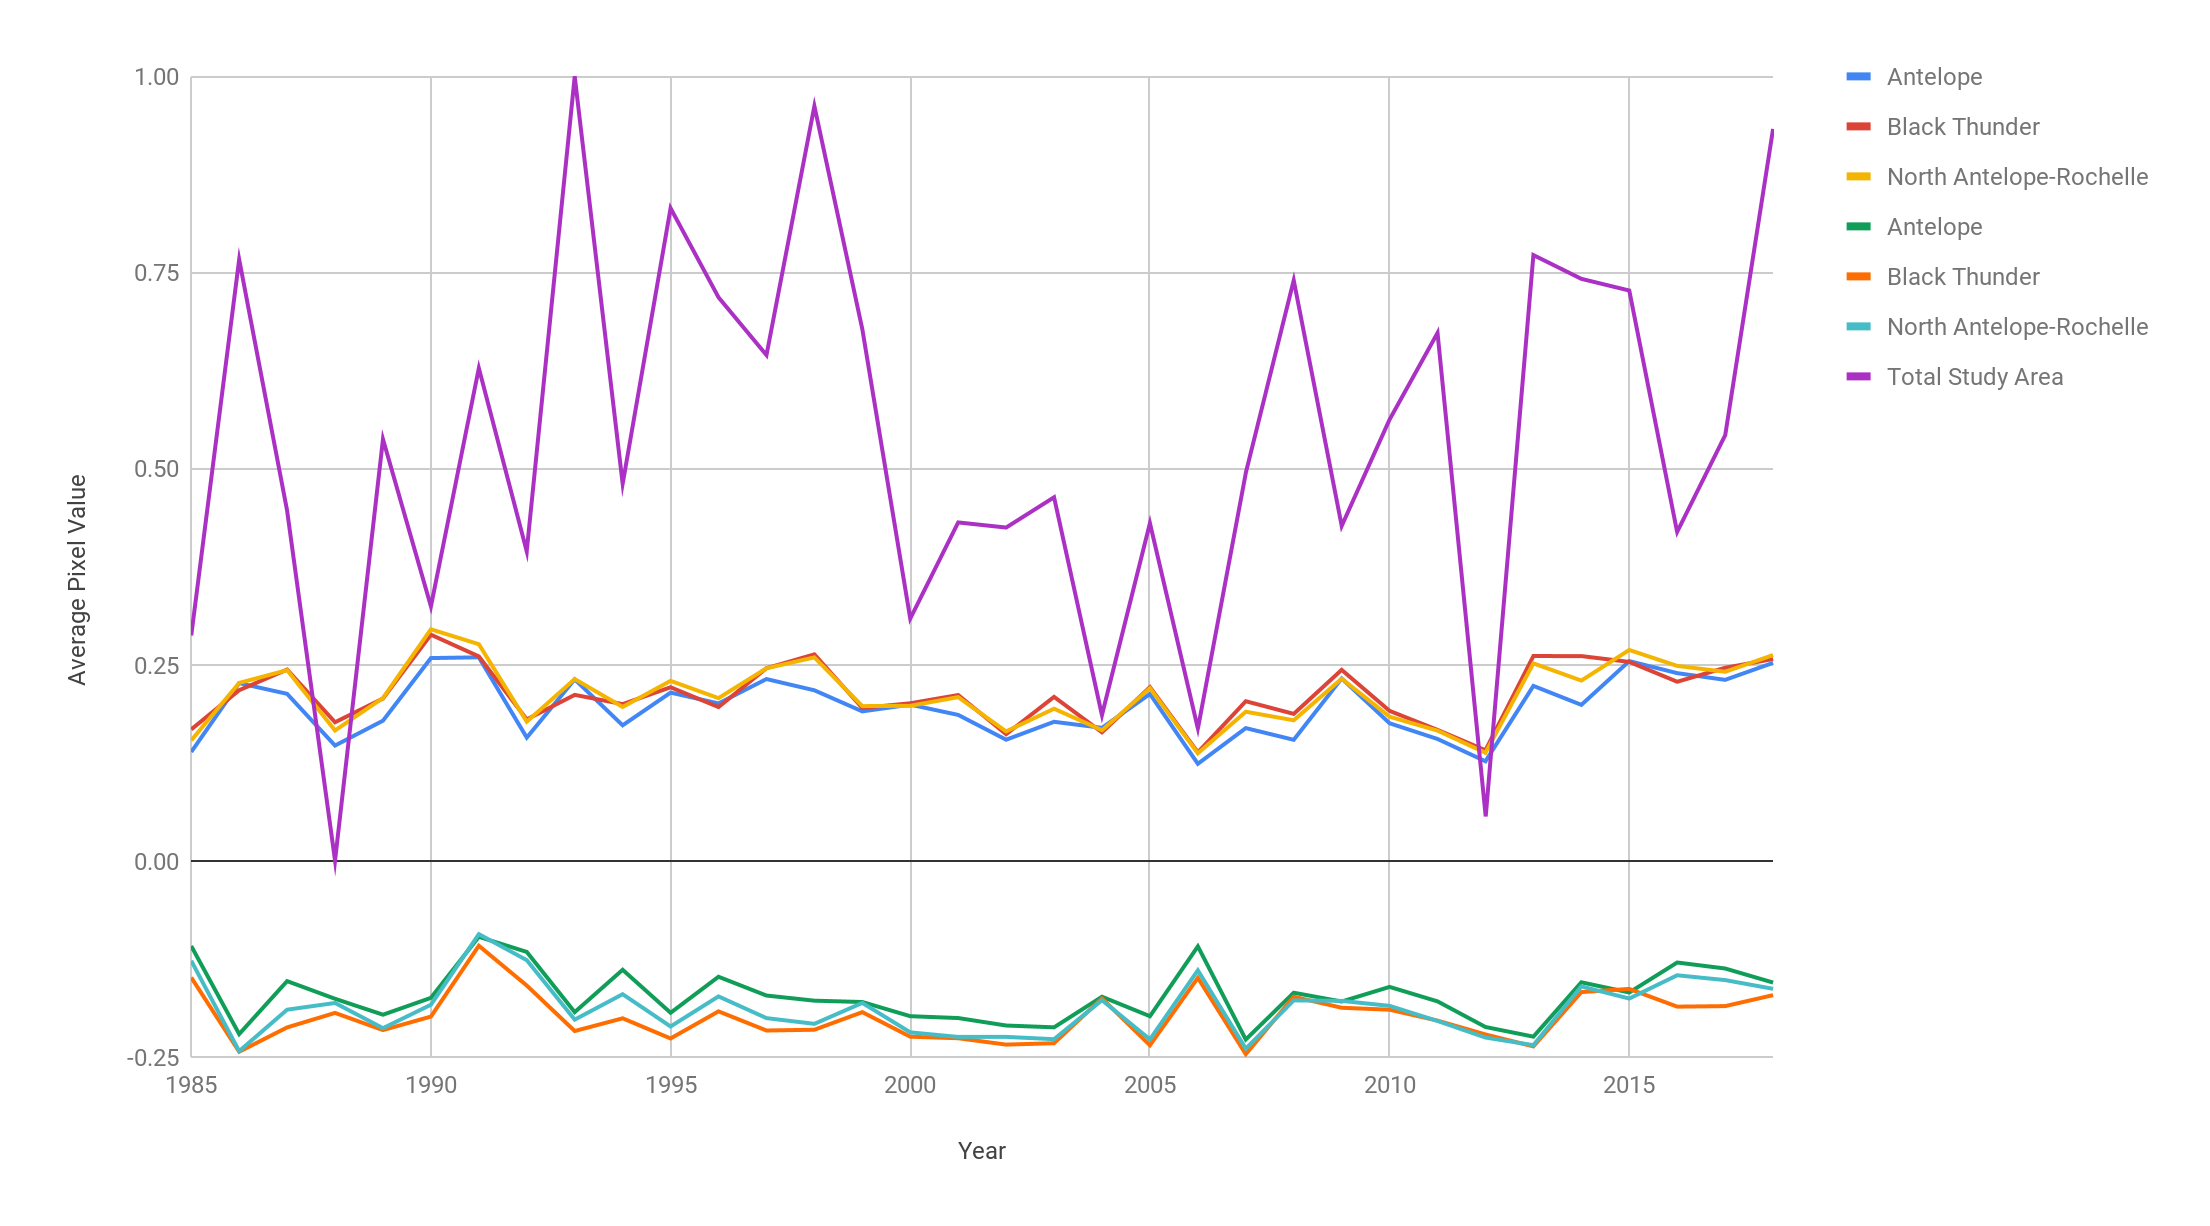 1.00
0.75
0.50
0.25
0.00
-0.25
Average Pixel Value
1985
1990
1995
2000
2005
2010
2015
Year
Antelope
Black Thunder
North Antelope-Rochelle
Antelope
Black Thunder
North Antelope-Rochelle
Total Study Area